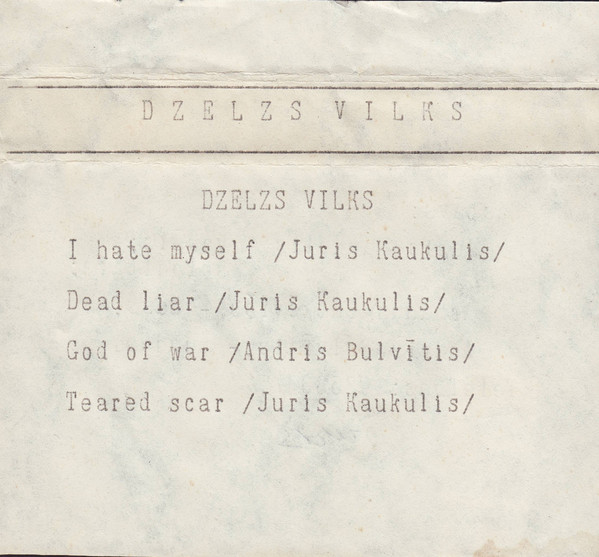 DZELZS VILKS
DZELZS VILKS
I hate myself /Juris Kaukulis/
Dead liar /Juris Kaukulis/
God of war /Andris Bulvītis/
Teared scar /Juris Kaukulis/